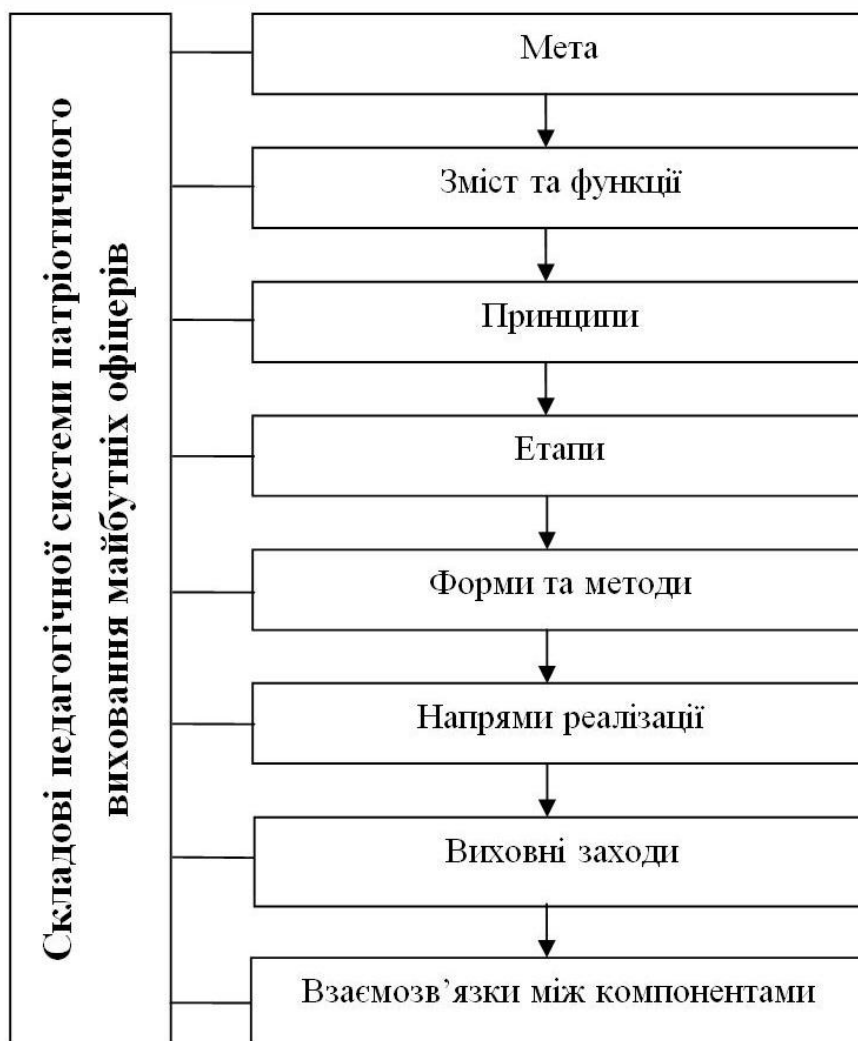 Складові педагогічної системи патріотичного
виховання майбутніх офіцерів
Мета
Зміст та функції
Принципи
Етапи
Форми та методи
Напрями реалізації
Виховні заходи
Взаємозв’язки між компонентами